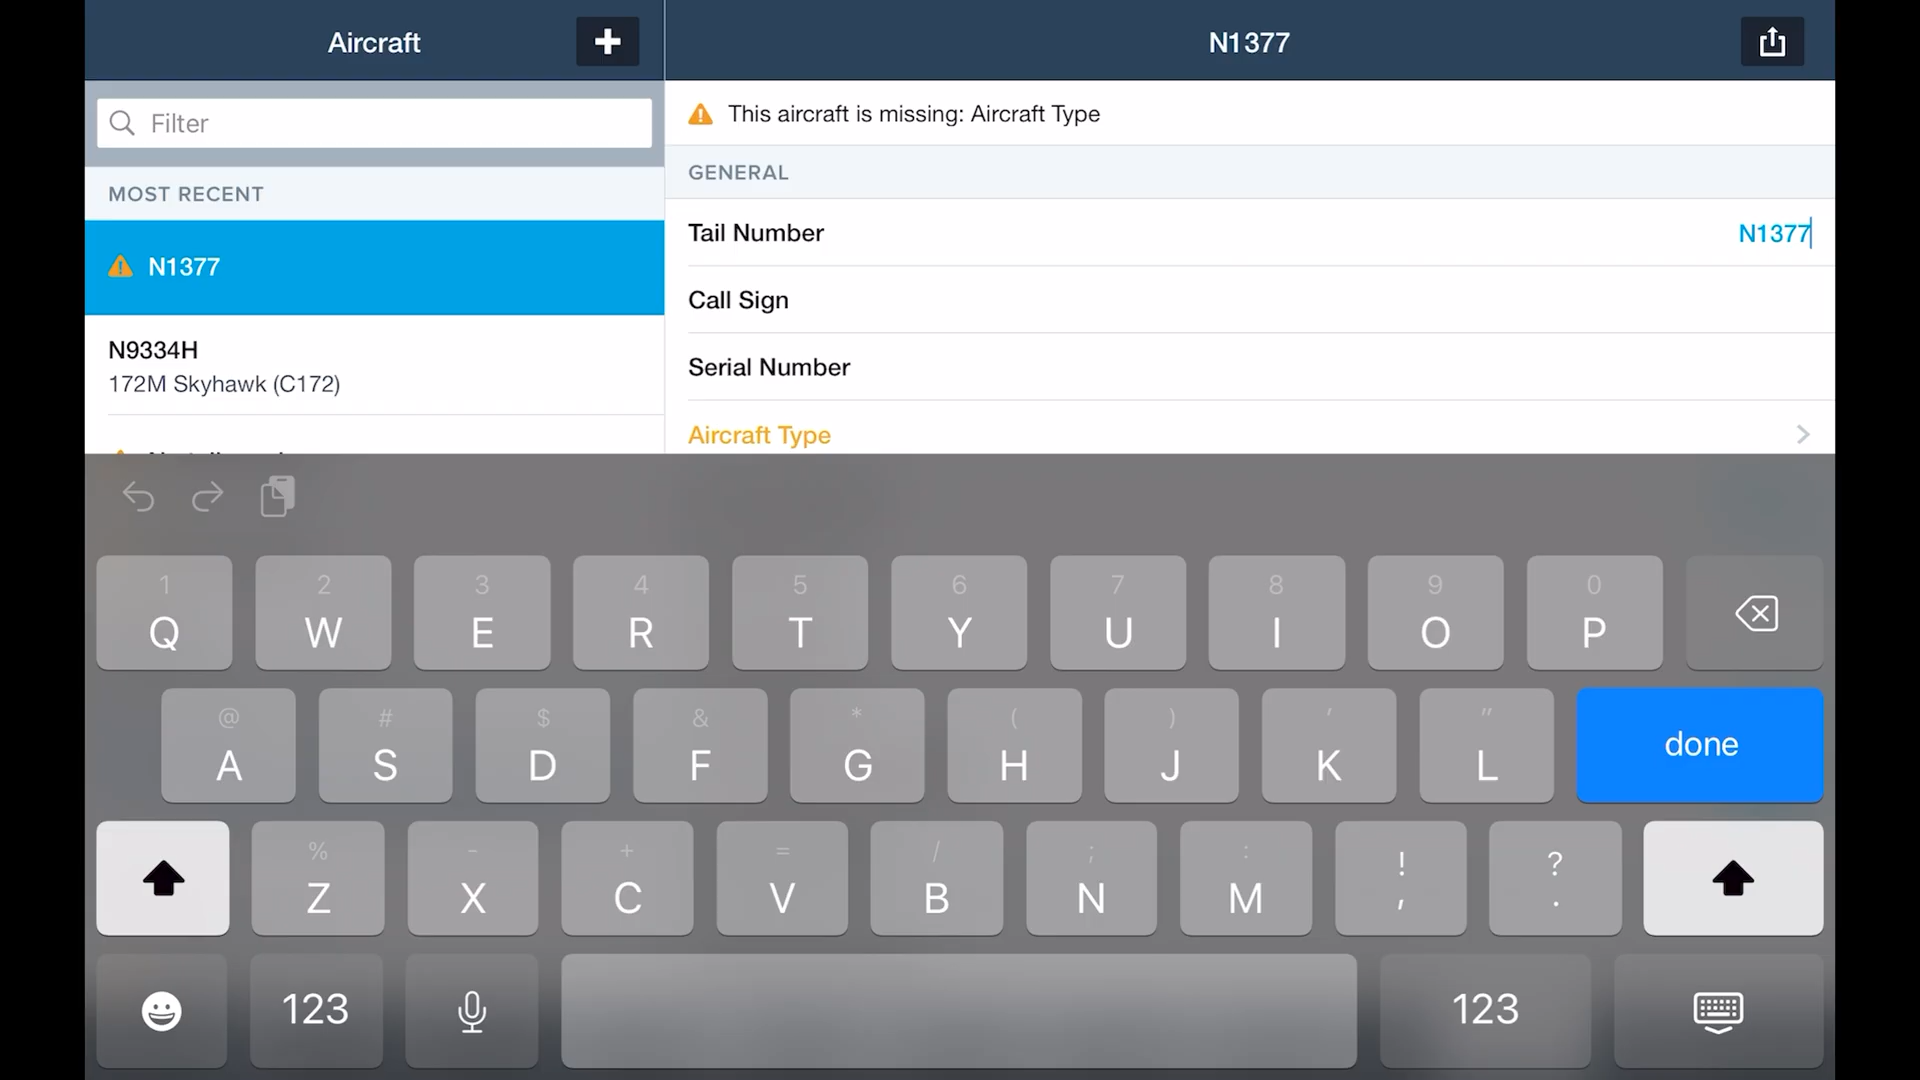 Aircraft
N1377
Filter
This aircraft is missing: Aircraft Type
MOST RECENT
GENERAL
N1377
Tail Number N1377
Call Sign
N9334H
172M Skyhawk (C172)
Serial Number
Aircraft Type
1 2 3 4 5 6 7 8 9 0
Q W E R T Y U I O P
@ # $ & * ( ) ' "
A S D F G H J K L done
% - + = / ; : ! ?
Z X C V B N M , .
123 123